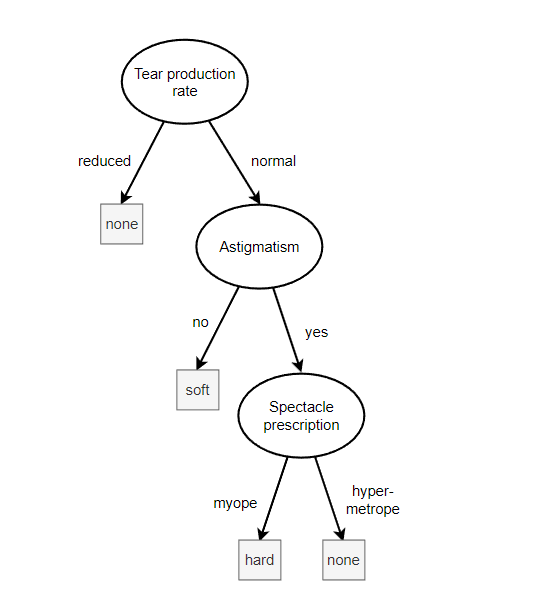 Tear production
rate
reduced
normal
none
Astigmatism
no
yes
soft
Spectacle
prescription
myope
hyper-
metrope
hard
none